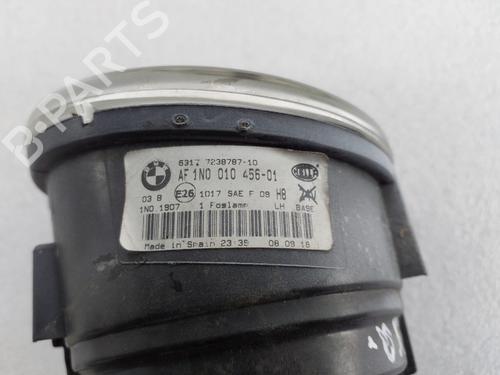 B-PARTS
6317 7238787-10
AF 1N0 010 456-01
HELLA
03 B E26 1017 SAE F 09 H8
1N0.1907 1 Foglamp LH BASE
Made in Spain 23:35 08.09.16